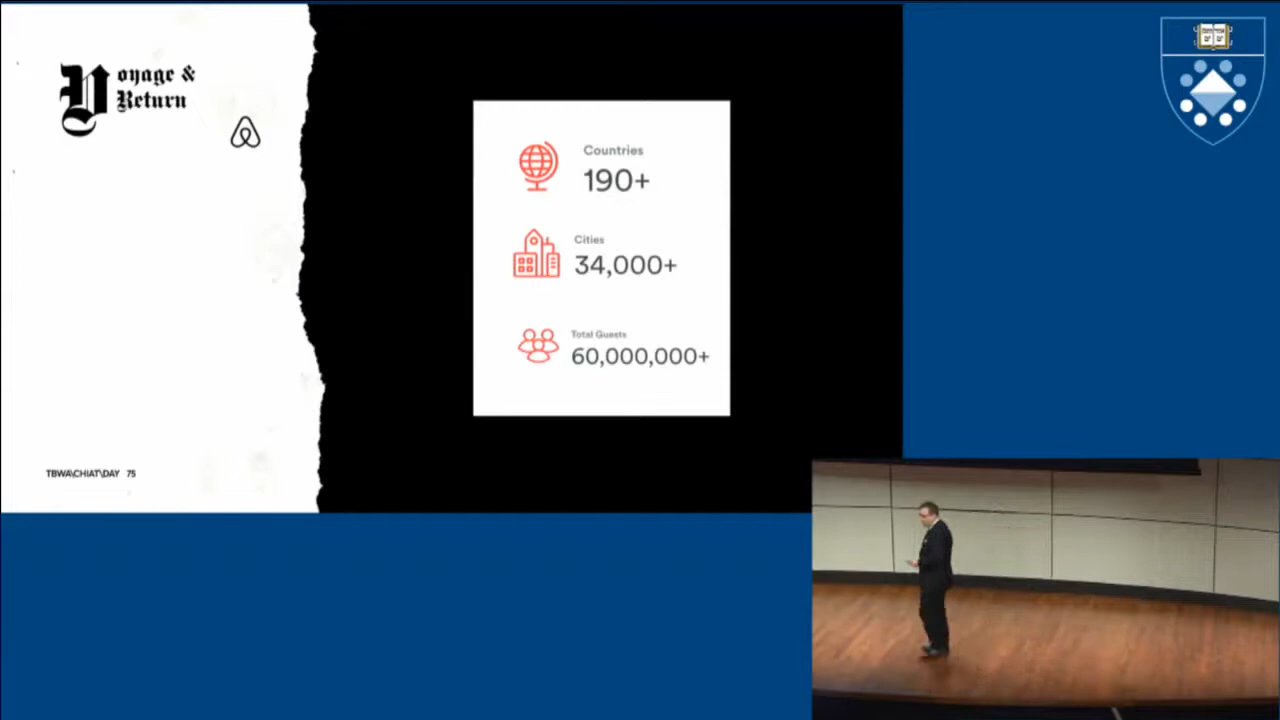 Voyage &
Return
Countries
190+
Cities
34,000+
Total Guests
60,000,000+
TBWA\CHIAT\DAY 75